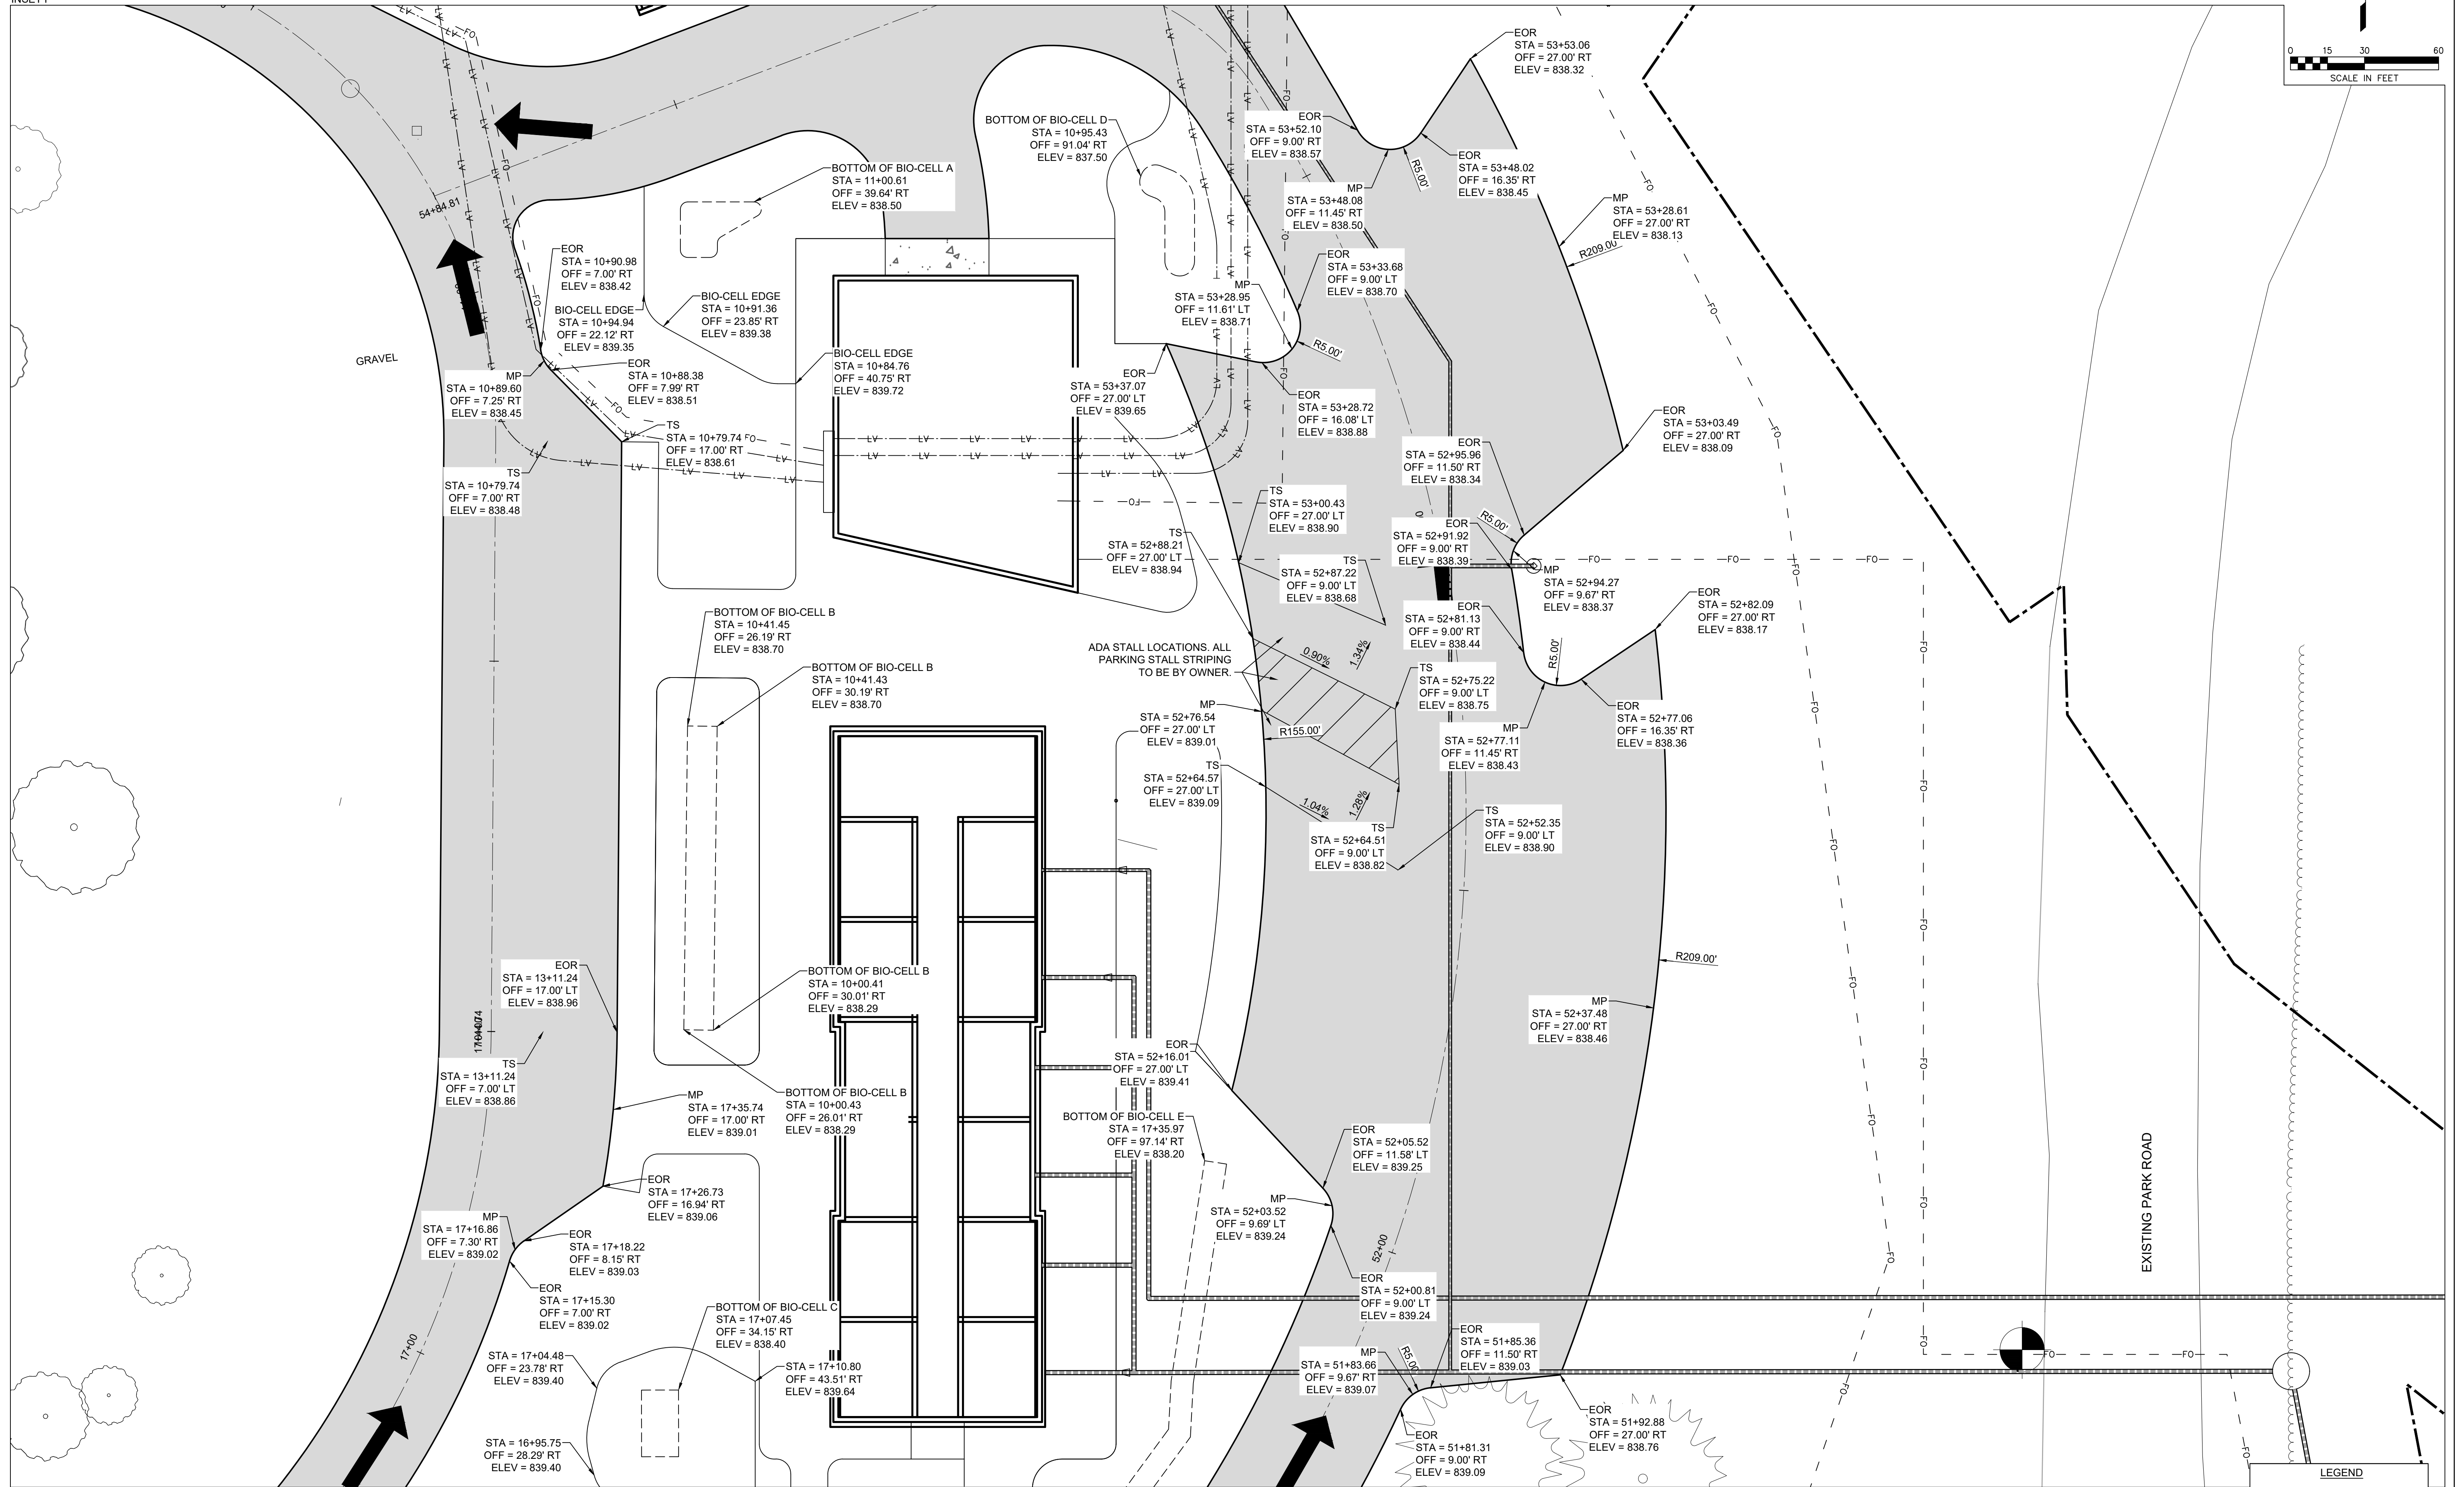 0 15 30 60
SCALE IN FEET
EOR
STA = 53+53.06
OFF = 27.00' RT
ELEV = 838.32
EOR
STA = 53+52.10
OFF = 9.00' RT
ELEV = 838.57
BOTTOM OF BIO-CELL D
STA = 10+95.43
OFF = 91.04' RT
ELEV = 837.50
BOTTOM OF BIO-CELL A
STA = 11+00.61
OFF = 39.64' RT
ELEV = 838.50
R5.00'
EOR
STA = 53+48.02
OFF = 16.35' RT
ELEV = 838.45
MP
STA = 53+48.08
OFF = 11.45' RT
ELEV = 838.50
MP
STA = 53+28.61
OFF = 27.00' RT
ELEV = 838.13
R209.00'
54+84.81
EOR
STA = 10+90.98
OFF = 7.00' RT
ELEV = 838.42
EOR
STA = 53+33.68
OFF = 9.00' LT
ELEV = 838.70
MP
STA = 53+28.95
OFF = 11.61' LT
ELEV = 838.71
BIO-CELL EDGE
STA = 10+94.94
OFF = 22.12' RT
ELEV = 839.35
BIO-CELL EDGE
STA = 10+91.36
OFF = 23.85' RT
ELEV = 839.38
BIO-CELL EDGE
STA = 10+84.76
OFF = 40.75' RT
ELEV = 839.72
R5.00'
GRAVEL
MP
STA = 10+89.60
OFF = 7.25' RT
ELEV = 838.45
EOR
STA = 10+88.38
OFF = 7.99' RT
ELEV = 838.51
EOR
STA = 53+37.07
OFF = 27.00' LT
ELEV = 839.65
EOR
STA = 53+28.72
OFF = 16.08' LT
ELEV = 838.88
EOR
STA = 53+03.49
OFF = 27.00' RT
ELEV = 838.09
TS
STA = 10+79.74
OFF = 17.00' RT
ELEV = 838.61
EOR
STA = 52+95.96
OFF = 11.50' RT
ELEV = 838.34
TS
STA = 10+79.74
OFF = 7.00' RT
ELEV = 838.48
TS
STA = 53+00.43
OFF = 27.00' LT
ELEV = 838.90
R5.00'
EOR
STA = 52+91.92
OFF = 9.00' RT
ELEV = 838.39
TS
STA = 52+88.21
OFF = 27.00' LT
ELEV = 838.94
TS
STA = 52+87.22
OFF = 9.00' LT
ELEV = 838.68
MP
STA = 52+94.27
OFF = 9.67' RT
ELEV = 838.37
EOR
STA = 52+82.09
OFF = 27.00' RT
ELEV = 838.17
EOR
STA = 52+81.13
OFF = 9.00' RT
ELEV = 838.44
BOTTOM OF BIO-CELL B
STA = 10+41.45
OFF = 26.19' RT
ELEV = 838.70
ADA STALL LOCATIONS. ALL
PARKING STALL STRIPING
TO BE BY OWNER.
0.90%
1.34%
R5.00'
BOTTOM OF BIO-CELL B
STA = 10+41.43
OFF = 30.19' RT
ELEV = 838.70
TS
STA = 52+75.22
OFF = 9.00' LT
ELEV = 838.75
MP
STA = 52+76.54
OFF = 27.00' LT
ELEV = 839.01
R155.00'
MP
STA = 52+77.11
OFF = 11.45' RT
ELEV = 838.43
EOR
STA = 52+77.06
OFF = 16.35' RT
ELEV = 838.36
TS
STA = 52+64.57
OFF = 27.00' LT
ELEV = 839.09
1.04%
1.28%
TS
STA = 52+64.51
OFF = 9.00' LT
ELEV = 838.82
TS
STA = 52+52.35
OFF = 9.00' LT
ELEV = 838.90
R209.00'
EOR
STA = 13+11.24
OFF = 17.00' LT
ELEV = 838.96
BOTTOM OF BIO-CELL B
STA = 10+00.41
OFF = 30.01' RT
ELEV = 838.29
MP
STA = 52+37.48
OFF = 27.00' RT
ELEV = 838.46
TS
STA = 13+11.24
OFF = 7.00' LT
ELEV = 838.86
EOR
STA = 52+16.01
OFF = 27.00' LT
ELEV = 839.41
MP
STA = 17+35.74
OFF = 17.00' RT
ELEV = 839.01
BOTTOM OF BIO-CELL B
STA = 10+00.43
OFF = 26.01' RT
ELEV = 838.29
BOTTOM OF BIO-CELL E
STA = 17+35.97
OFF = 97.14' RT
ELEV = 838.20
EOR
STA = 52+05.52
OFF = 11.58' LT
ELEV = 839.25
EXISTING PARK ROAD
EOR
STA = 17+26.73
OFF = 16.94' RT
ELEV = 839.06
MP
STA = 17+16.86
OFF = 7.30' RT
ELEV = 839.02
EOR
STA = 17+18.22
OFF = 8.15' RT
ELEV = 839.03
MP
STA = 52+03.52
OFF = 9.69' LT
ELEV = 839.24
52+00
EOR
STA = 17+15.30
OFF = 7.00' RT
ELEV = 839.02
EOR
STA = 52+00.81
OFF = 9.00' LT
ELEV = 839.24
17+00
BOTTOM OF BIO-CELL C
STA = 17+07.45
OFF = 34.15' RT
ELEV = 838.40
STA = 17+04.48
OFF = 23.78' RT
ELEV = 839.40
STA = 17+10.80
OFF = 43.51' RT
ELEV = 839.64
MP
STA = 51+83.66
OFF = 9.67' RT
ELEV = 839.07
R5.00'
EOR
STA = 51+85.36
OFF = 11.50' RT
ELEV = 839.03
EOR
STA = 51+92.88
OFF = 27.00' RT
ELEV = 838.76
STA = 16+95.75
OFF = 28.29' RT
ELEV = 839.40
EOR
STA = 51+81.31
OFF = 9.00' RT
ELEV = 839.09
LEGEND